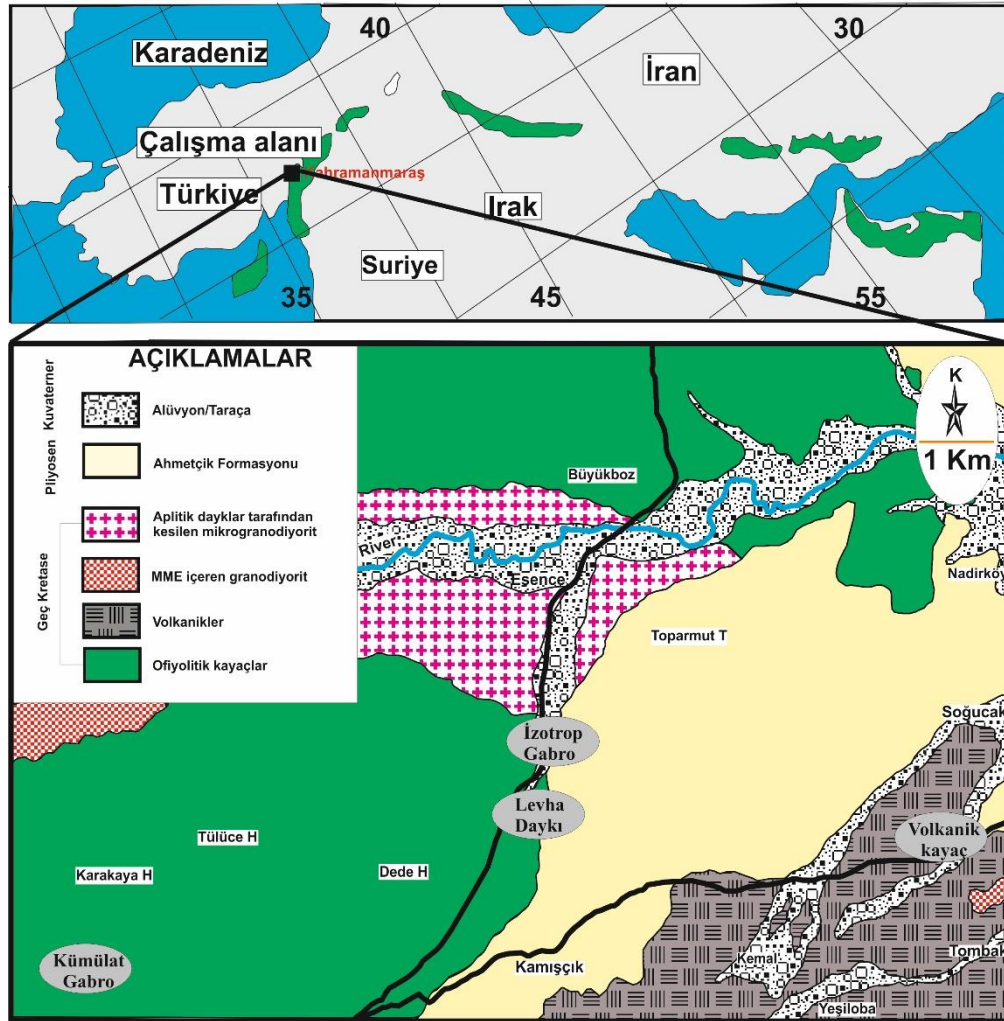 40
30
Karadeniz
İran
Çalışma alanı
ahramanmaraş
Türkiye
Irak
Suriye
35
45
55
AÇIKLAMALAR
Pliyosen Kuvaterner
Alüvyon/Taraça
Ahmetçik Formasyonu
Geç Kretase
Aplitik dayklar tarafından
kesilen mikrogranodiyorit
MME içeren granodiyorit
Volkanikler
Ofiyolitik kayaçlar
K
1 Km
Büyükboz
River
Esence
Nadirköy
Toparmut T
Soğucak
İzotrop
Gabro
Levha
Daykı
Volkanik
kayaç
Tülüce H
Karakaya H
Dede H
Kümülat
Gabro
Kamışçık
Kemal
Tombak
Yeşiloba